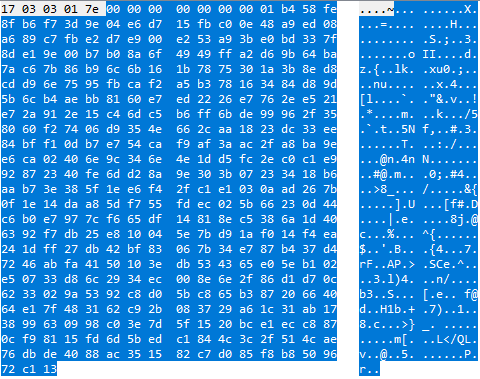 17 03 03 01 7e 00 00 00 00 00 00 00 01 b4 58 fe ....~... ......X.
8f b6 f7 3d 9e 04 e6 d7 15 fb c0 0e 48 a9 ed 08 ...=.... ....H...
a6 89 c7 fb e2 d7 e9 00 e2 53 a9 3b e0 bd 33 7f ........ .S.;..3.
8d e1 9e 00 b7 b0 8a 6f 49 49 ff a2 d6 9b 64 ba .......o II....d.
7a c6 7b 86 b9 6c 6b 16 1b 78 75 30 1a 3b 8e d8 z.{..lk. .xu0.;..
cd d9 6e 75 95 fb ca f2 a5 b3 78 16 34 84 d8 9d ..nu.... ..x.4...
5b 6c b4 ae bb 81 60 e7 ed 22 26 e7 76 2e e5 21 [l....`. ."&.v..!
e7 2a 91 2e 15 c4 6d c5 b6 ff 6b de 99 96 2f 35 .*....m. ..k.../5
80 60 f2 74 06 d9 35 4e 66 2c aa 18 23 dc 33 ee .`.t..5N f,..#.3.
84 bf f1 0d b7 e7 54 ca f9 af 3a ac 2f a8 ba 9e ......T. ..:./...
e6 ca 02 40 6e 9c 34 6e 4e 1d d5 fc 2e c0 c1 e9 ...@n.4n N.......
92 87 23 40 fe 6d d2 8a 9e 30 3b 07 23 34 18 b6 ..#@.m.. .0;.#4..
aa b7 3e 38 5f 1e e6 f4 2f c1 e1 03 0a ad 26 7b ..>8_... /.....&{
0f 1e 14 da a8 5d f7 55 fd ec 02 5b 66 23 0d 44 .....].U ...[f#.D
c6 b0 e7 97 7c f6 65 df 14 81 8e c5 38 6a 1d 40 ....|.e. ....8j.@
63 92 f7 db 25 e8 10 04 5e 7b d9 1a f0 14 f4 ea c...%... ^{......
24 1d ff 27 db 42 bf 83 06 7b 34 e7 87 b4 37 d4 $..'.B.. .{4...7.
72 46 ab fa 41 50 10 3e db 53 43 65 e0 5e b2 e1 rF..AP.> .SCe.^..
e5 07 33 d8 6c 29 34 ec 00 8e 6e 2f 86 d1 d7 0c ..3.l)4. ..n/....
62 33 02 9a 53 92 c8 d0 5b c8 65 b3 87 20 66 40 b3..S... [.e.. f@
64 e1 7f 48 31 62 c9 2b 08 37 29 a6 1c 31 ab 17 d..H1b.+ .7)..1..
38 99 63 09 98 c0 3e 7d 5f 15 20 bc e1 ec c8 87 8.c...>} _. .....
0c f9 81 15 fd 6d 5b ed c1 84 4c 3c 2f 51 4c ae .....m[. ..L</QL.
76 db de 40 88 ac 35 15 82 c7 d0 85 f8 b8 50 96 v..@..5. ......P.
72 c1 13 r..